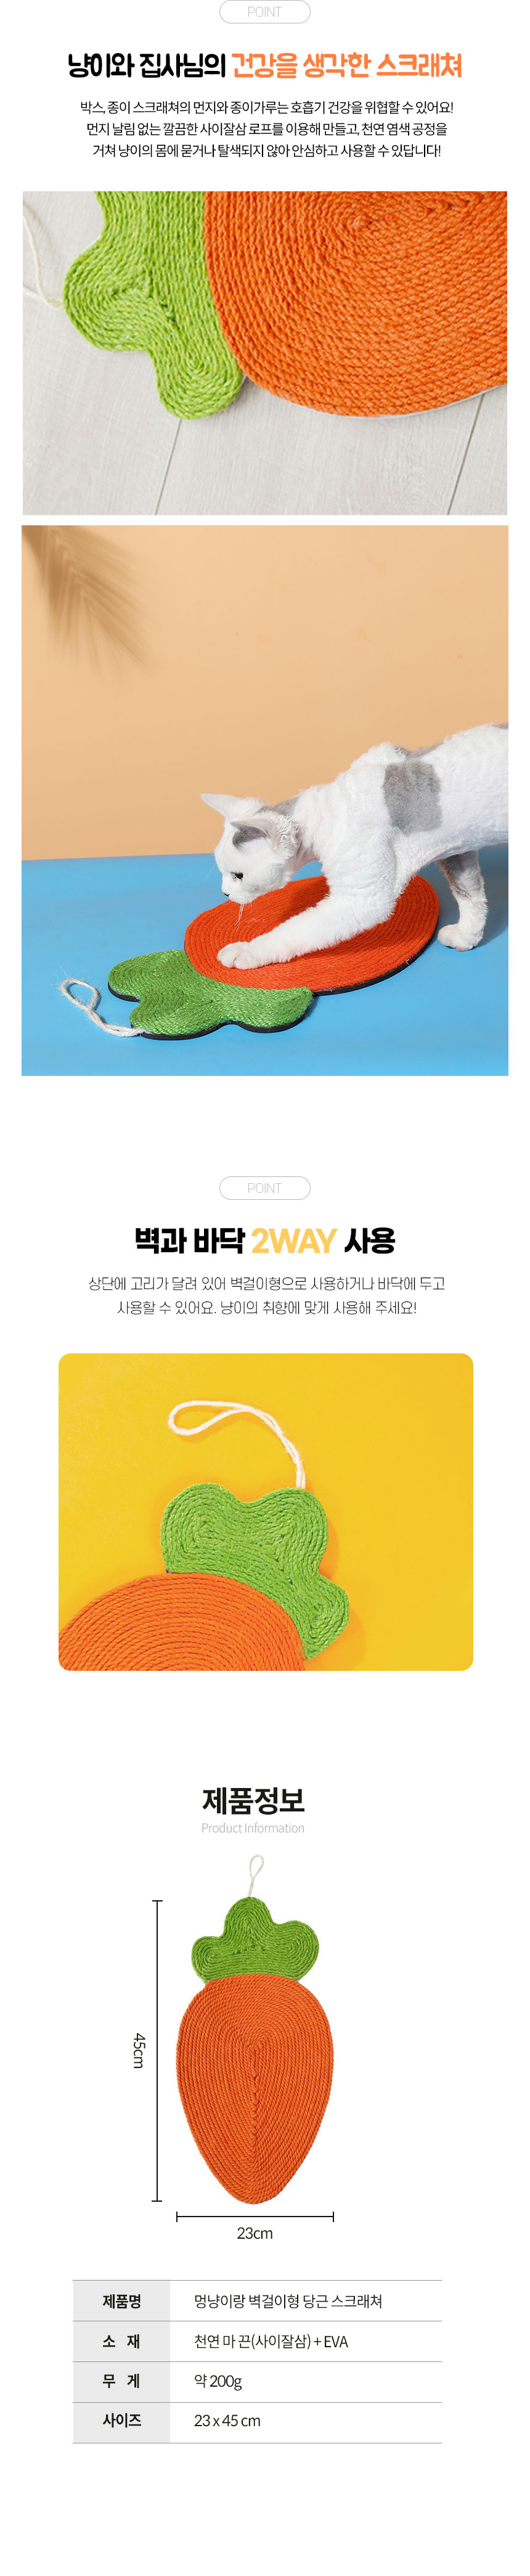 POINT
냥이와 집사님의 건강을 생각한 스크래쳐
박스, 종이 스크래쳐의 먼지와 종이가루는 호흡기 건강을 위협할 수 있어요!
먼지 날림 없는 깔끔한 사이잘삼 로프를 이용해 만들고, 천연 염색 공정을
거쳐 냥이의 몸에 묻거나 탈색되지 않아 안심하고 사용할 수 있답니다!
POINT
벽과 바닥 2WAY 사용
상단에 고리가 달려 있어 벽걸이형으로 사용하거나 바닥에 두고
사용할 수 있어요. 냥이의 취향에 맞게 사용해 주세요!
제품정보
Product Information
45cm
23cm
제품명 멍냥이랑 벽걸이형 당근 스크래쳐
소 재 천연 마 끈(사이잘삼) + EVA
무 게 약 200g
사이즈 23 x 45 cm